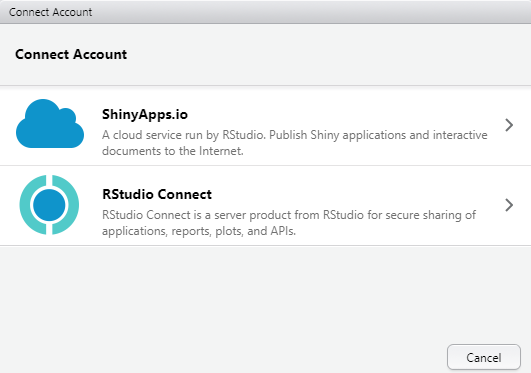 Connect Account
Connect Account
ShinyApps.io
A cloud service run by RStudio. Publish Shiny applications and interactive
documents to the Internet.
RStudio Connect
RStudio Connect is a server product from RStudio for secure sharing of
applications, reports, plots, and APIs.
Cancel